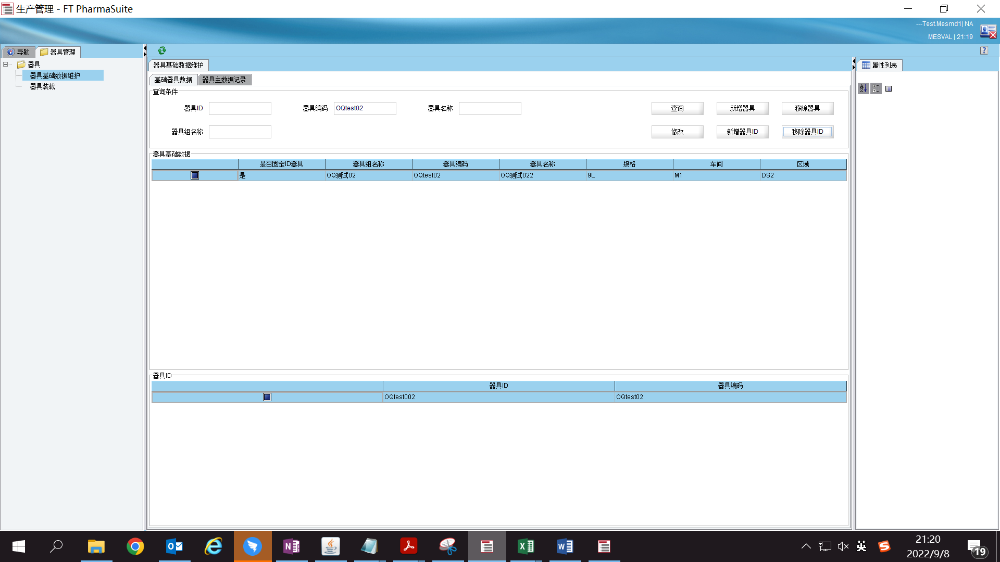 生产管理 - FT PharmaSuite
---Test.Mesmd1| NA
MESVAL | 21:19
导航
器具管理
器具
器具基础数据维护
器具装载
器具基础数据维护
基础器具数据
器具主数据记录
查询条件
器具ID
器具编码
OQtest02
器具名称
查询
新增器具
移除器具
器具组名称
修改
新增器具ID
移除器具ID
器具基础数据
是否固定ID器具
器具组名称
器具编码
器具名称
规格
车间
区域
是
OQ测试02
OQtest02
OQ测试022
9L
M1
DS2
器具ID
器具ID
器具编码
OQtest002
OQtest02
属性列表
英
21:20
2022/9/8
19